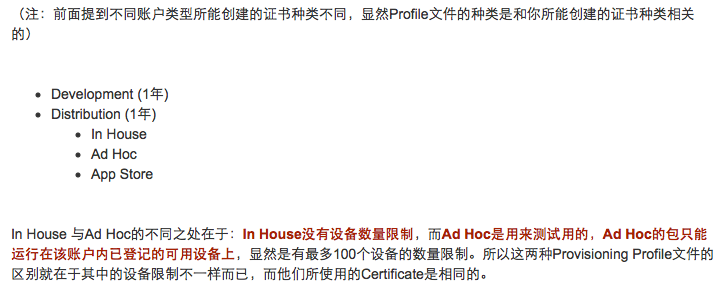 （注：前面提到不同账户类型所能创建的证书种类不同，显然Profile文件的种类是和你所能创建的证书种类相关
的）
Development (1年)
Distribution (1年)
In House
Ad Hoc
App Store
In House 与Ad Hoc的不同之处在于：In House没有设备数量限制，而Ad Hoc是用来测试用的，Ad Hoc的包只能
运行在该账户内已登记的可用设备上，显然是有最多100个设备的数量限制。所以这两种Provisioning Profile文件的
区别就在于其中的设备限制不一样而已，而他们所使用的Certificate是相同的。